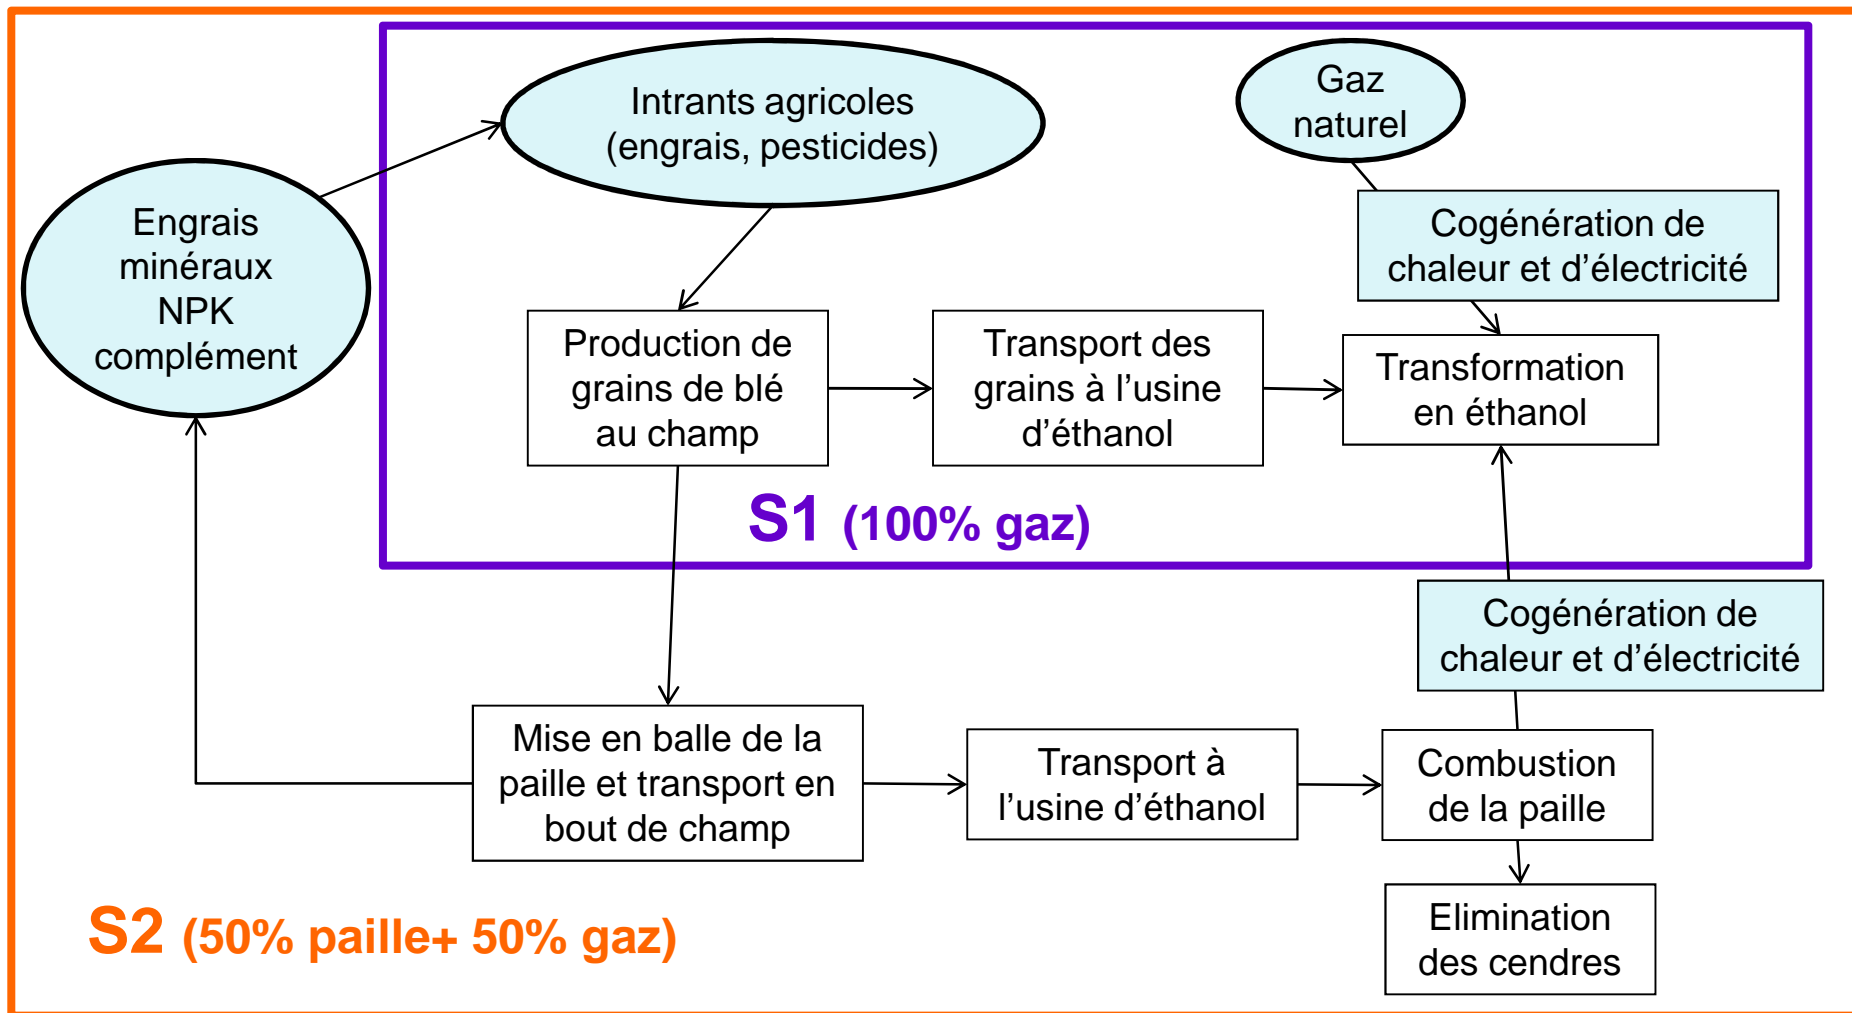 Intrants agricoles
(engrais, pesticides)
Gaz
naturel
Engrais
minéraux
NPK
complément
Cogénération de
chaleur et d’électricité
Production de
grains de blé
au champ
Transport des
grains à l’usine
d’éthanol
Transformation
en éthanol
S1 (100% gaz)
Cogénération de
chaleur et d’électricité
Mise en balle de la
paille et transport en
bout de champ
Transport à
l’usine d’éthanol
Combustion
de la paille
Elimination
des cendres
S2 (50% paille+ 50% gaz)